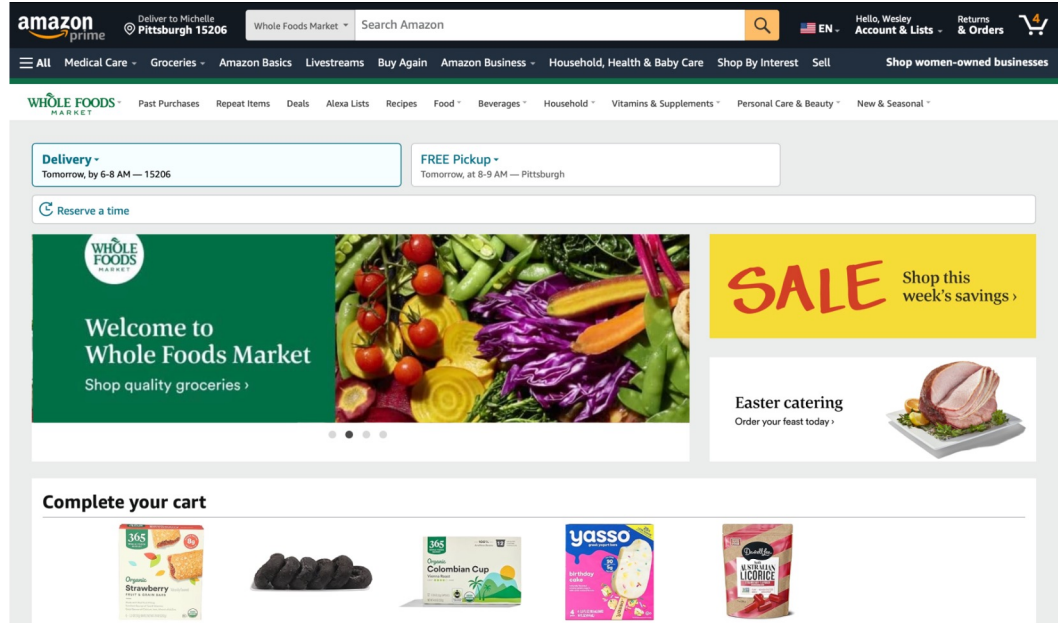 amazon
prime
Deliver to Michelle
Pittsburgh 15206
Whole Foods Market
Search Amazon
EN
Hello, Wesley
Account & Lists
Returns
& Orders
4
All Medical Care Groceries Amazon Basics Livestreams Buy Again Amazon Business Household, Health & Baby Care Shop By Interest Sell Shop women-owned businesses
WHOLE FOODS
MARKET
Past Purchases Repeat Items Deals Alexa Lists Recipes Food Beverages Household Vitamins & Supplements Personal Care & Beauty New & Seasonal
Delivery
Tomorrow, by 6-8 AM — 15206
FREE Pickup
Tomorrow, at 8-9 AM — Pittsburgh
Reserve a time
WHOLE
FOODS
MARKET
Welcome to
Whole Foods Market
Shop quality groceries ›
SALE
Shop this
week's savings ›
Easter catering
Order your feast today ›
Complete your cart
365
Organic
Strawberry
365
Organic
Colombian Cup
Vienna Roast
12
yasso
birthday
cake
Darrell Lea
AUSTRALIAN
LICORICE